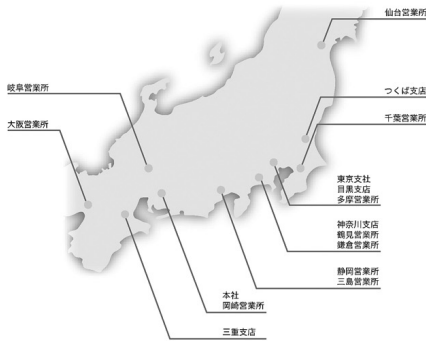 仙台営業所
岐阜営業所
つくば支店
大阪営業所
千葉営業所
東京支社
目黒支店
多摩営業所
神奈川支店
鶴見営業所
鎌倉営業所
静岡営業所
三島営業所
本社
岡崎営業所
三重支店